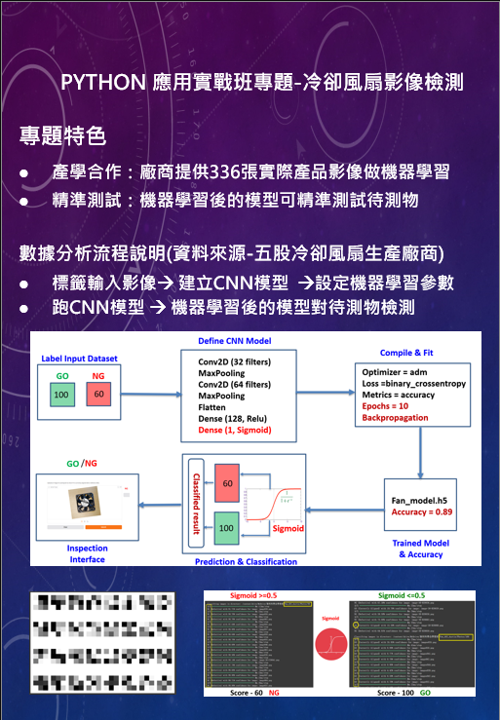 PYTHON 應用實戰班專題-冷卻風扇影像檢測
專題特色
● 產學合作：廠商提供336張實際產品影像做機器學習
● 精準測試：機器學習後的模型可精準測試待測物
數據分析流程說明(資料來源-五股冷卻風扇生產廠商)
● 標籤輸入影像→ 建立CNN模型 →設定機器學習參數
● 跑CNN模型 → 機器學習後的模型對待測物檢測
Label Input Dataset
GO NG
100 60
Define CNN Model
Conv2D (32 filters)
MaxPooling
Conv2D (64 filters)
MaxPooling
Flatten
Dense (128, Relu)
Dense (1, Sigmoid)
Compile & Fit
Optimizer = adm
Loss =binary_crossentropy
Metrics = accuracy
Epochs = 10
Backpropagation
Fan_model.h5
Accuracy = 0.89
Trained Model
& Accuracy
Classified result
60
100
Sigmoid
Prediction & Classification
GO /NG
Inspection
Interface
Sigmoid >=0.5
Sigmoid <=0.5
Sigmoid
Score - 60 NG
Score - 100 GO